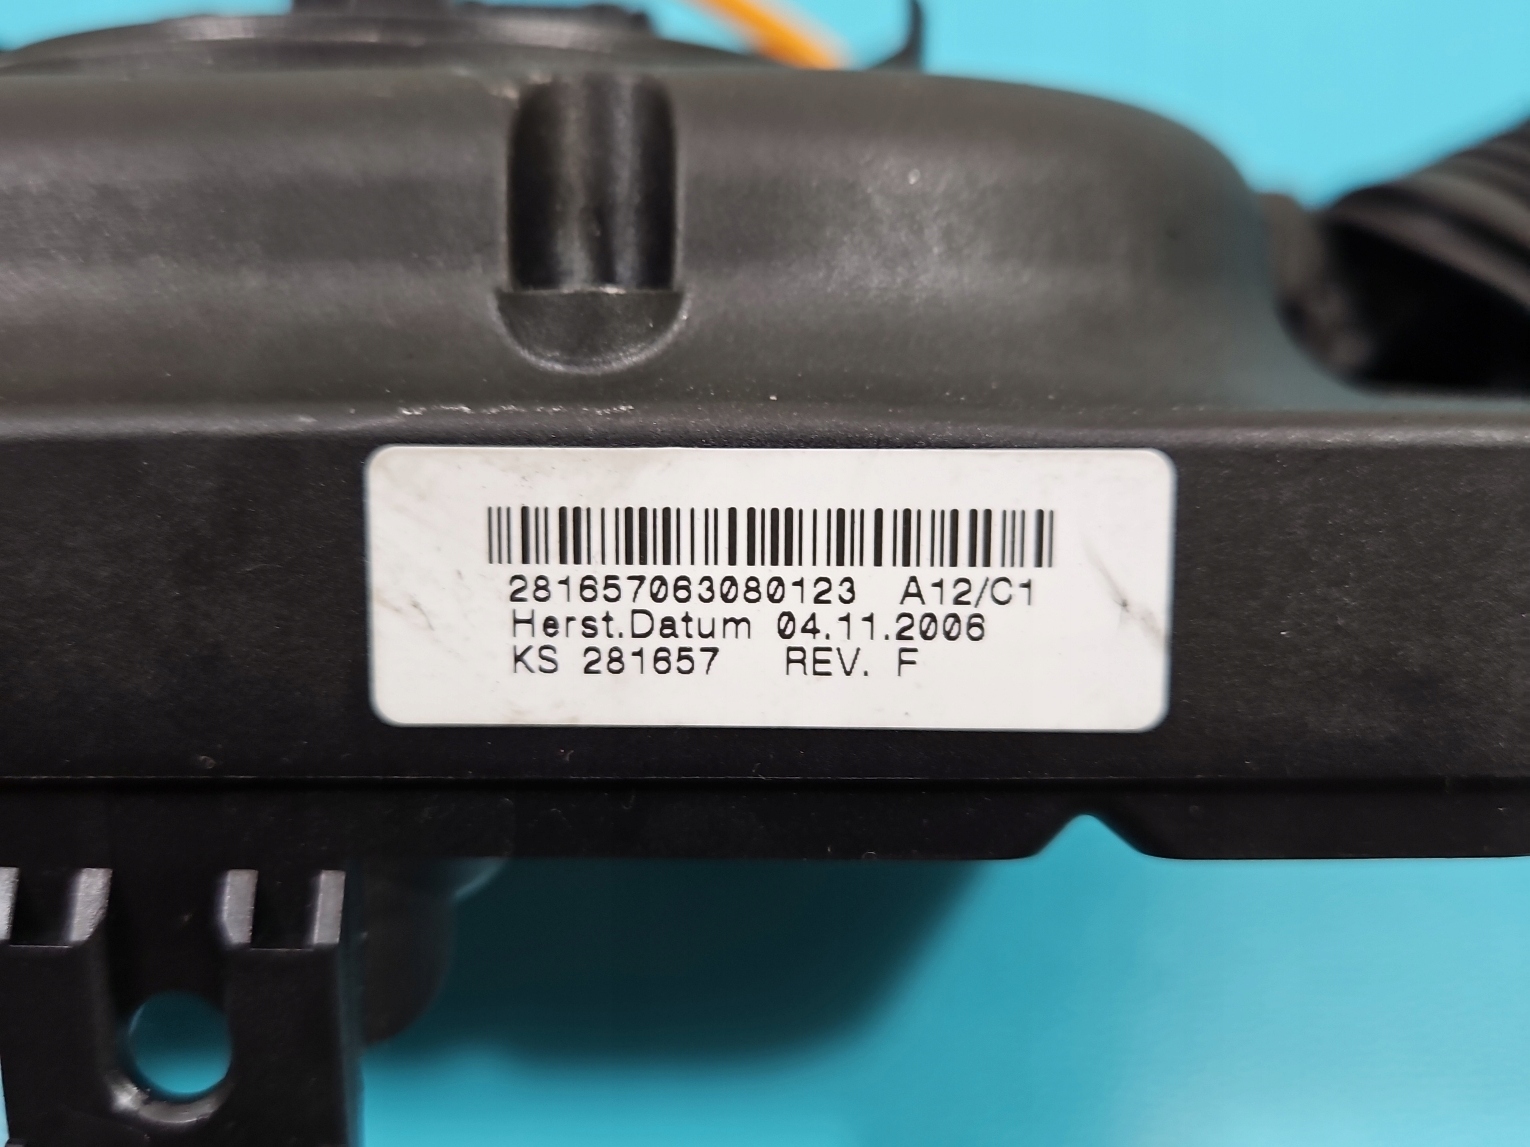 281657063080123 A12/C1
Herst.Datum 04.11.2006
KS 281657 REV. F